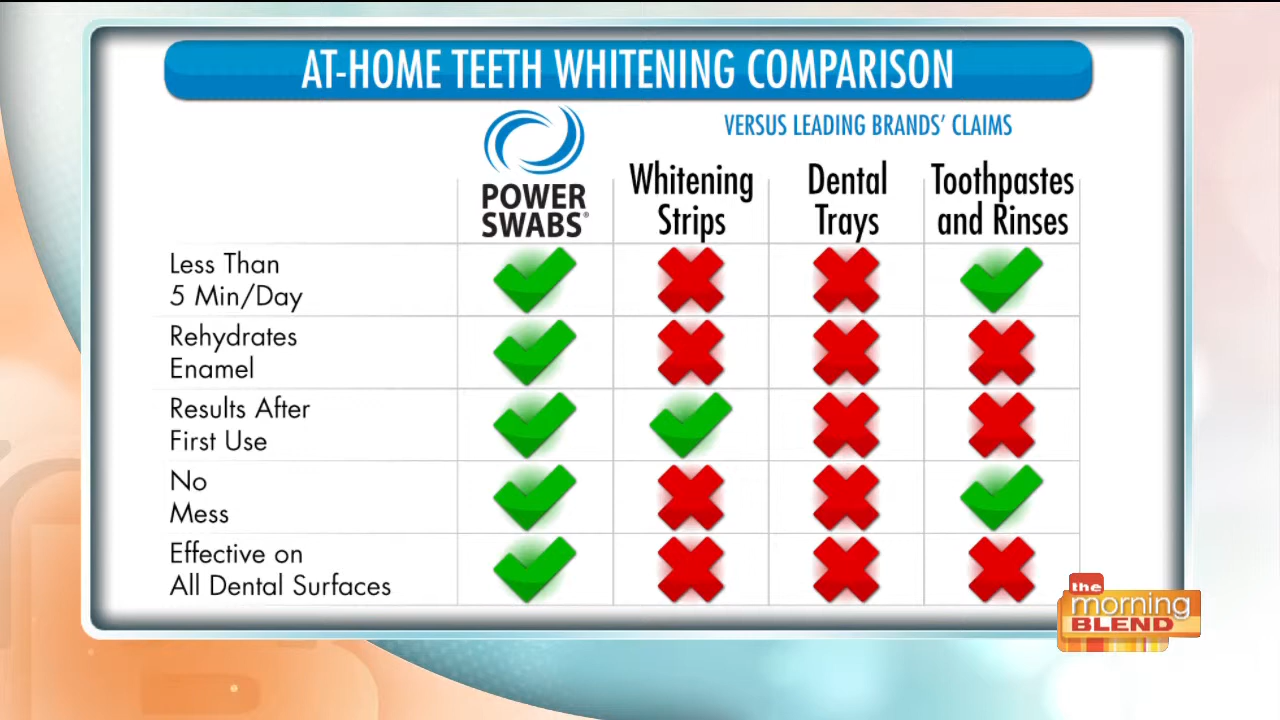 AT-HOME TEETH WHITENING COMPARISON
VERSUS LEADING BRANDS' CLAIMS
POWER
SWABS®
Whitening
Strips
Dental
Trays
Toothpastes
and Rinses
Less Than
5 Min/Day
Rehydrates
Enamel
Results After
First Use
No
Mess
Effective on
All Dental Surfaces
the
morning
BLEND